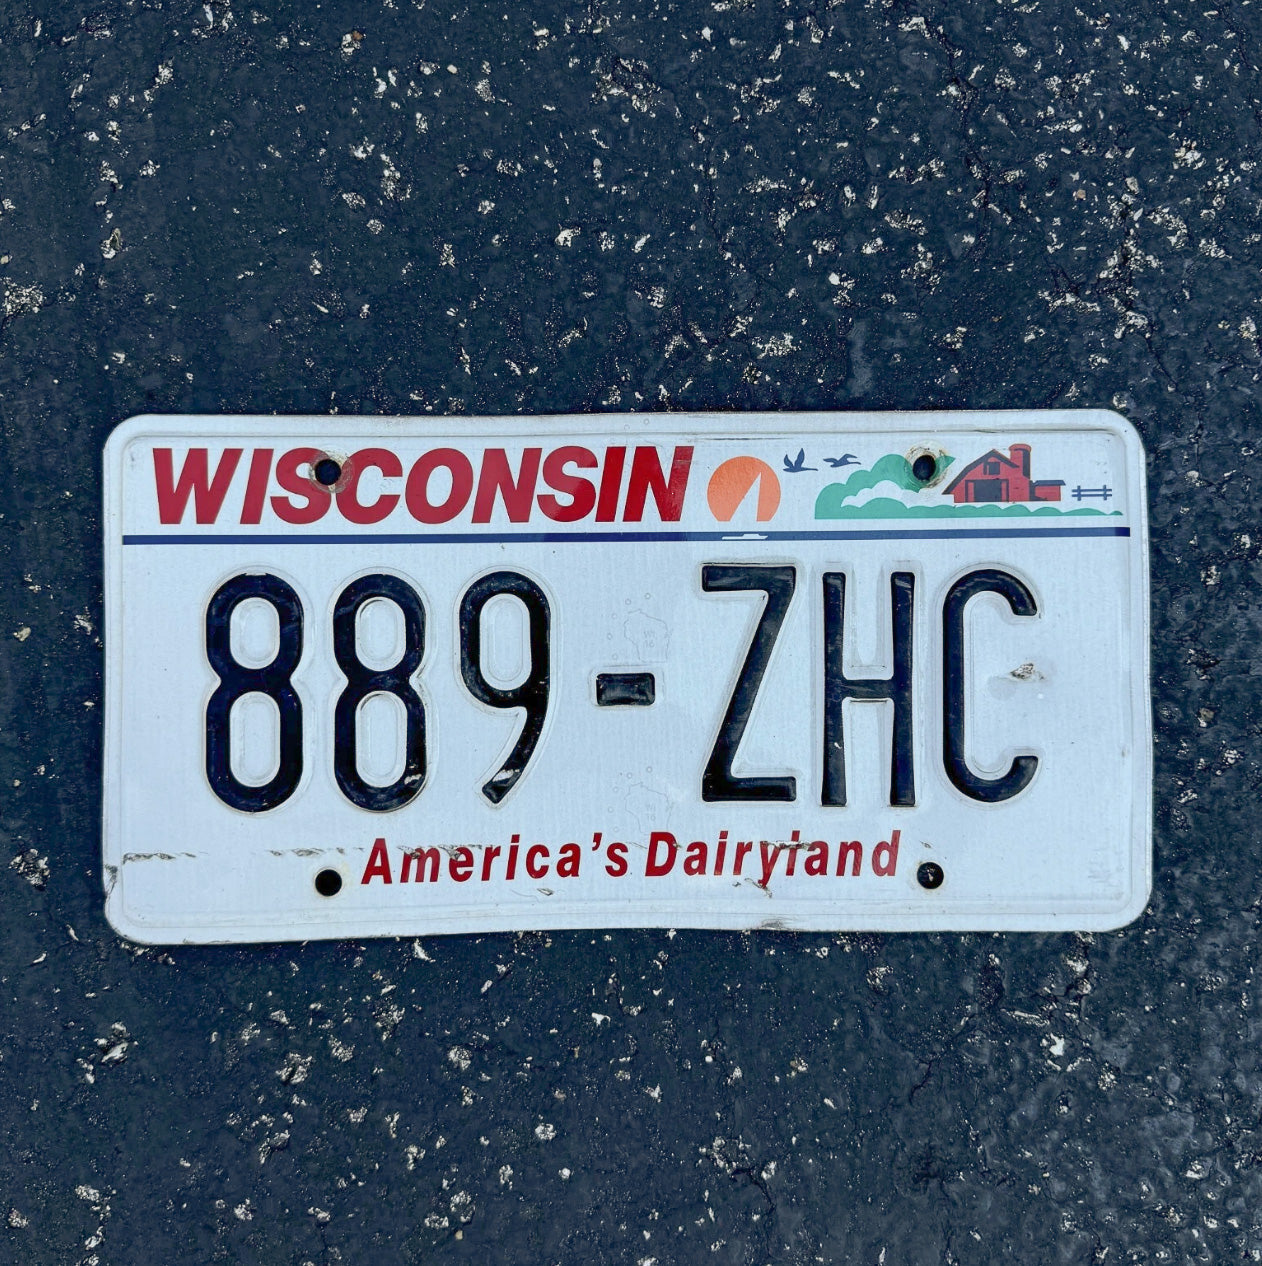 WISCONSIN
889-ZHC
America's Dairyland